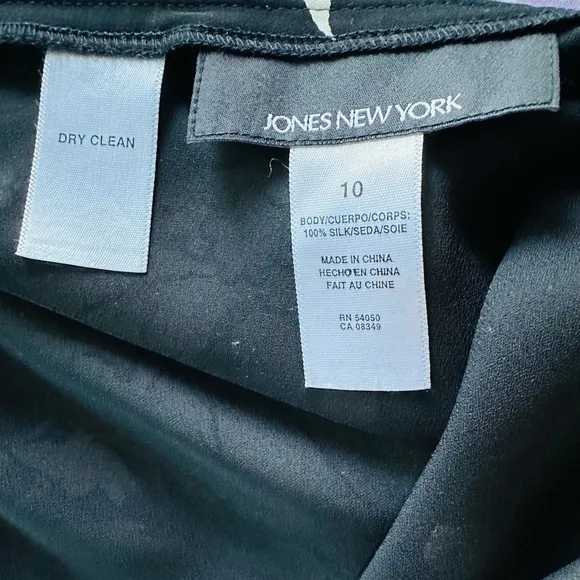 DRY CLEAN
JONES NEW YORK
10
BODY/CUERPO/CORPS:
100% SILK/SEDA/SOIE
MADE IN CHINA
HECHO EN CHINA
FAIT AU CHINE
RN 54050
CA 08349